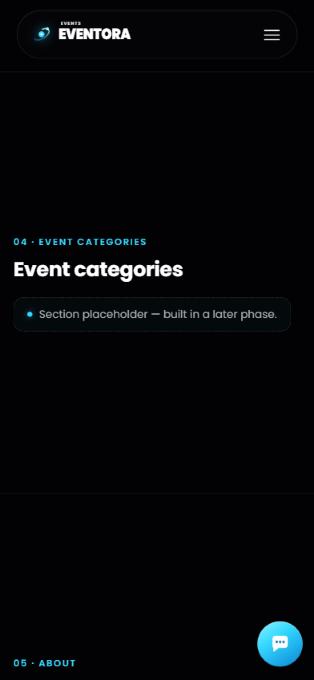 EVENTS
EVENTORA
04 · EVENT CATEGORIES
Event categories
Section placeholder — built in a later phase.
05 · ABOUT